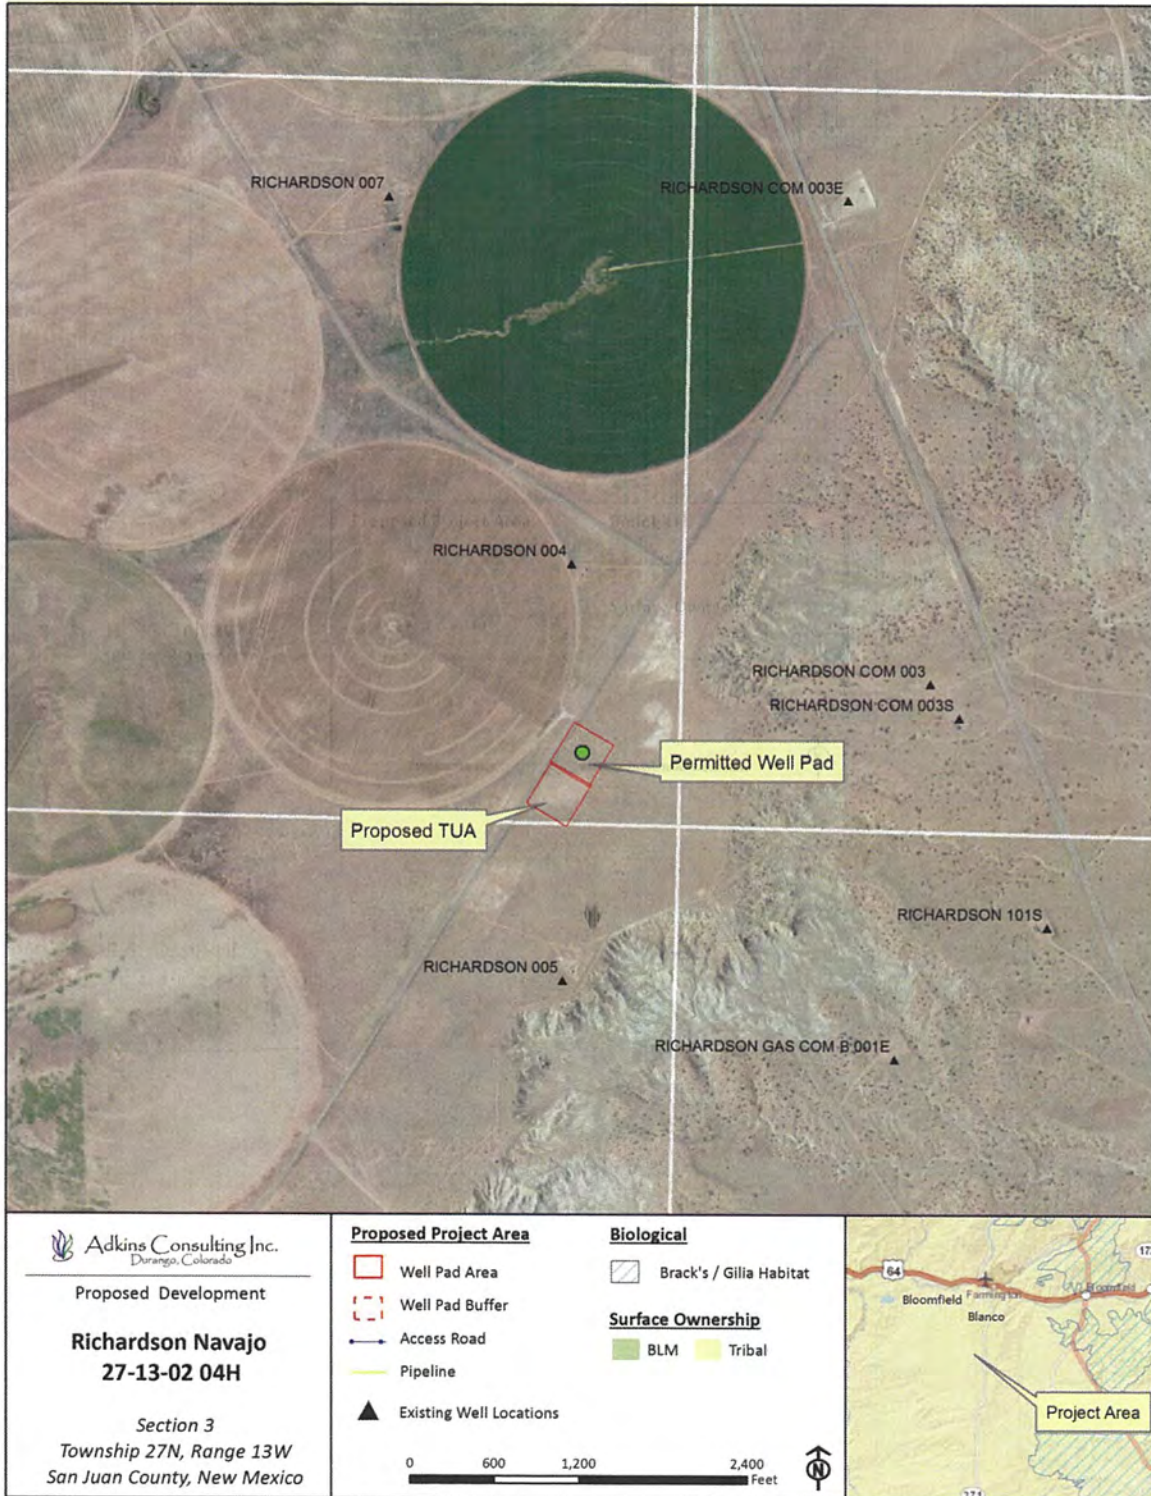 RICHARDSON 007
RICHARDSON COM 003E
RICHARDSON 004
RICHARDSON COM 003
RICHARDSON COM 003S
Permitted Well Pad
Proposed TUA
RICHARDSON 101S
RICHARDSON 005
RICHARDSON GAS COM B 001E
Adkins Consulting Inc.
Durango, Colorado
Proposed Development
Richardson Navajo
27-13-02 04H
Section 3
Township 27N, Range 13W
San Juan County, New Mexico
Proposed Project Area
Well Pad Area
Well Pad Buffer
Access Road
Pipeline
Existing Well Locations
0 600 1,200 2,400
Feet
N
Biological
Brack's / Gilia Habitat
Surface Ownership
BLM Tribal
64
Farmington
Bloomfield
Bloomfield
Blanco
Project Area